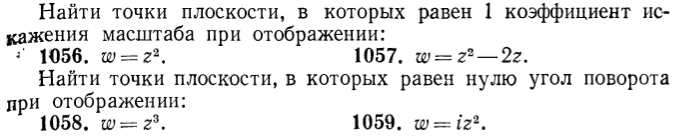 Найти точки плоскости, в которых равен 1 коэффициент ис-
кажения масштаба при отображении:
1056. w = z². 1057. w = z² — 2z.
Найти точки плоскости, в которых равен нулю угол поворота
при отображении:
1058. w = z³. 1059. w = iz².